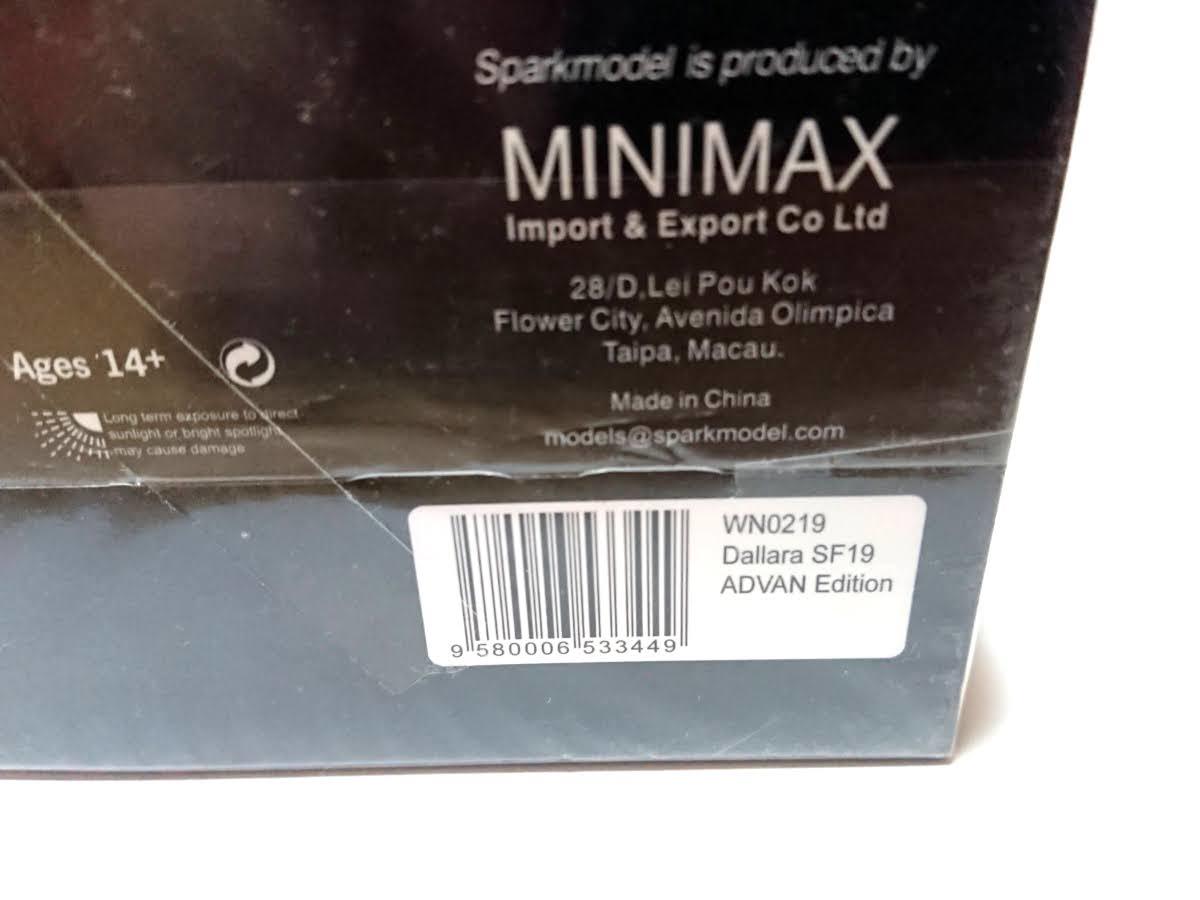 Sparkmodel is produced by
MINIMAX
Import & Export Co Ltd
28/D,Lei Pou Kok
Flower City, Avenida Olimpica
Taipa, Macau.
Made in China
models@sparkmodel.com
Ages 14+
Long term exposure to direct
sunlight or bright spotlight
may cause damage
WN0219
Dallara SF19
ADVAN Edition
9 580006 533449